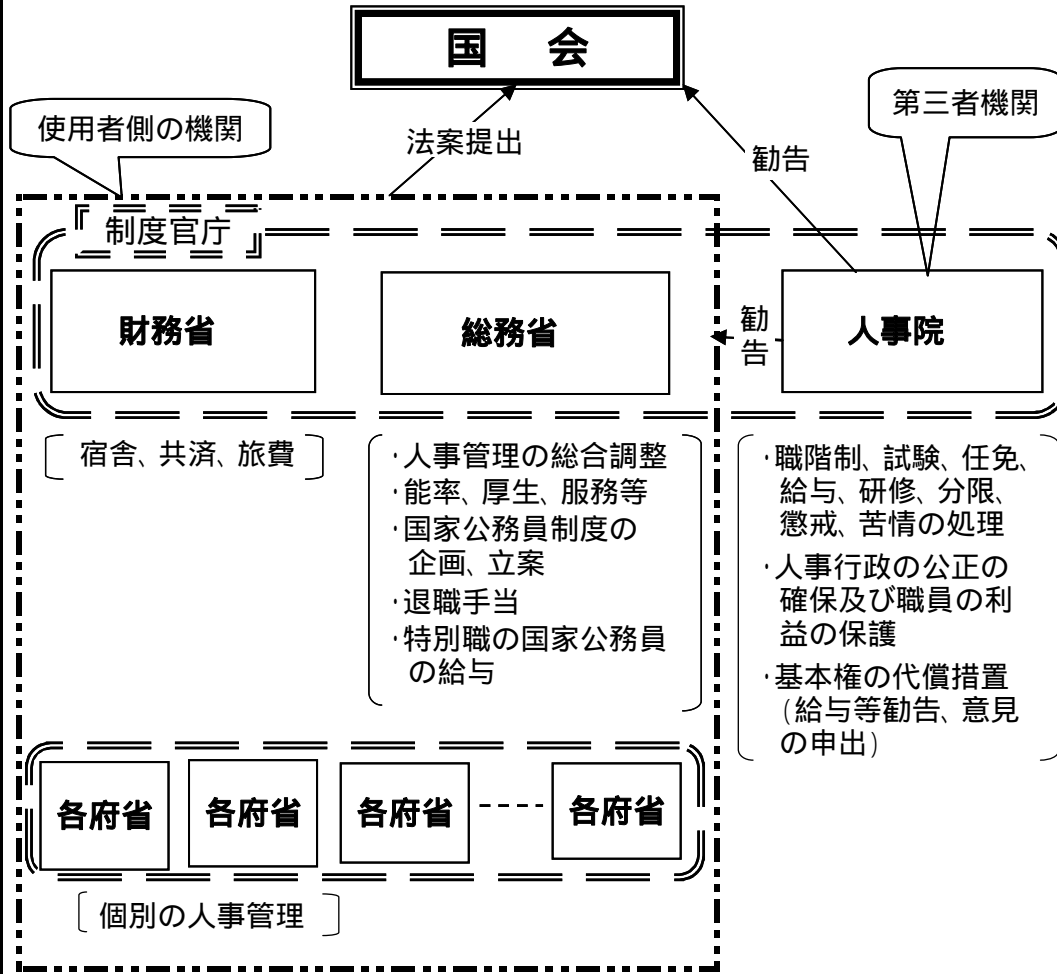 国 会
使用者側の機関
第三者機関
法案提出
勧告
制度官庁
財務省
総務省
勧
告
人事院
宿舎、共済、旅費
･人事管理の総合調整
･能率、厚生、服務等
･国家公務員制度の
企画、立案
･退職手当
･特別職の国家公務員
の給与
･職階制、試験、任免、
給与、研修、分限、
懲戒、苦情の処理
･人事行政の公正の
確保及び職員の利
益の保護
･基本権の代償措置
(給与等勧告、意見
の申出)
各府省
各府省
各府省
各府省
個別の人事管理